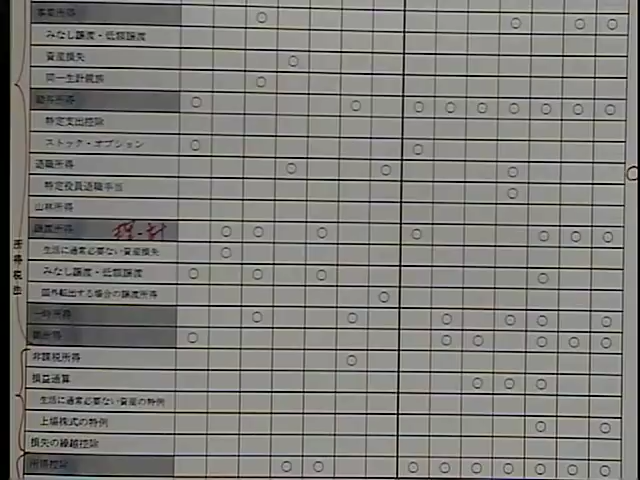 事業所得
みなし譲渡・低額譲渡
資産損失
同一生計親族
給与所得
特定支出控除
ストック・オプション
退職所得
特定役員退職手当
山林所得
譲渡所得
生活に通常必要ない資産損失
みなし譲渡・低額譲渡
国外転出する場合の譲渡所得
一時所得
雑所得
非課税所得
損益通算
生活に通常必要ない資産の特例
上場株式の特例
損失の繰越控除
所得控除
所得税法